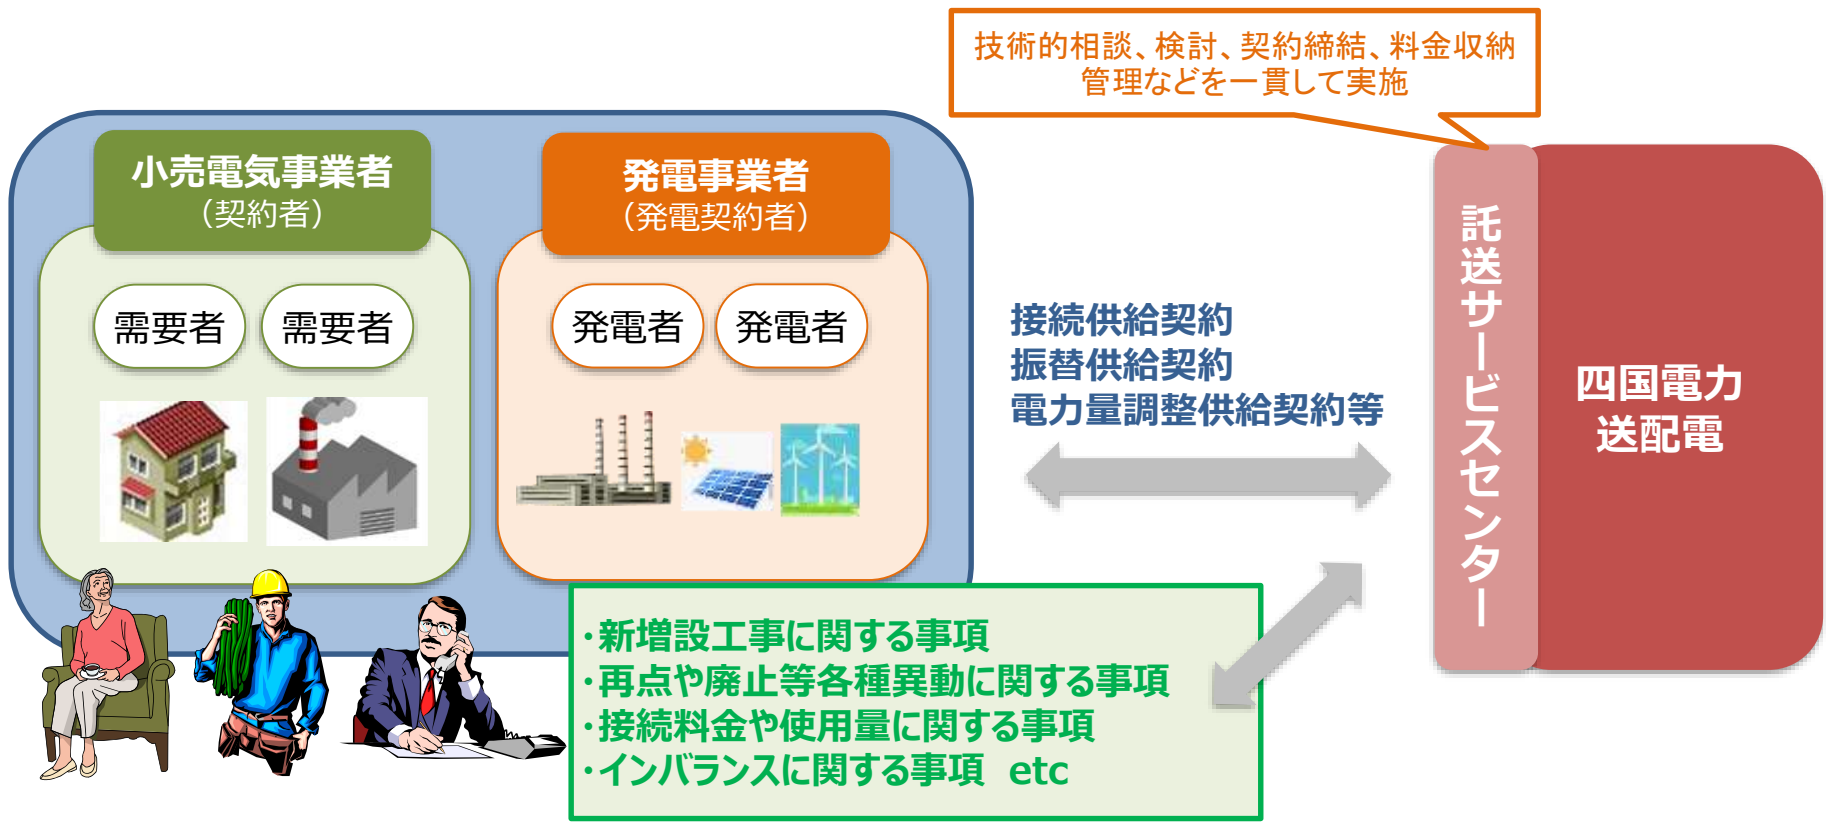 技術的相談、検討、契約締結、料金収納
管理などを一貫して実施
小売電気事業者
（契約者）
発電事業者
（発電契約者）
需要者
需要者
発電者
発電者
接続供給契約
振替供給契約
電力量調整供給契約等
託送サービスセンター
四国電力
送配電
・新増設工事に関する事項
・再点や廃止等各種異動に関する事項
・接続料金や使用量に関する事項
・インバランスに関する事項 etc